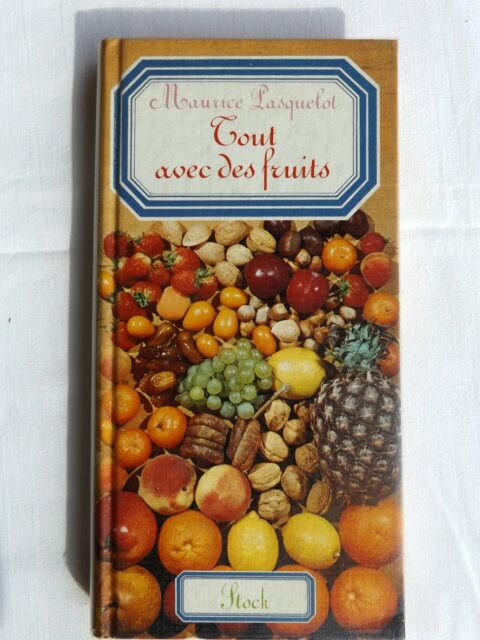 Maurice Pasquelot
Tout
avec des fruits
Stock